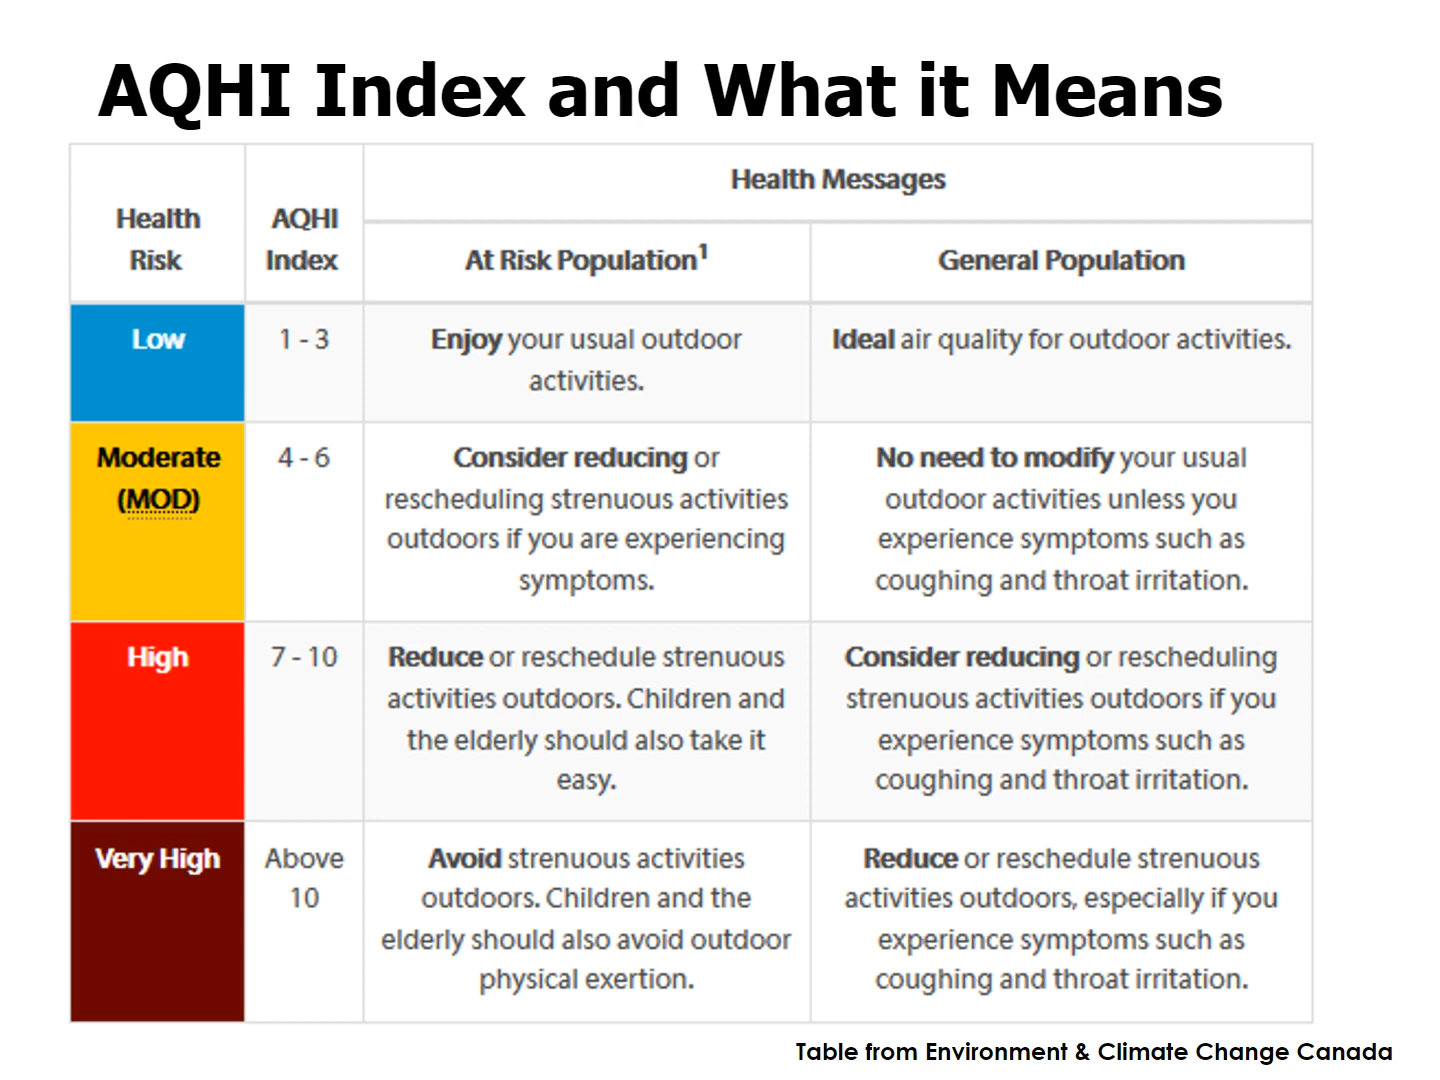 AQHI Index and What it Means
Health Risk
AQHI Index
Health Messages
At Risk Population¹
General Population
Low
1 - 3
Enjoy your usual outdoor
activities.
Ideal air quality for outdoor activities.
Moderate
(MOD)
4 - 6
Consider reducing or
rescheduling strenuous activities
outdoors if you are experiencing
symptoms.
No need to modify your usual
outdoor activities unless you
experience symptoms such as
coughing and throat irritation.
High
7 - 10
Reduce or reschedule strenuous
activities outdoors. Children and
the elderly should also take it
easy.
Consider reducing or rescheduling
strenuous activities outdoors if you
experience symptoms such as
coughing and throat irritation.
Very High
Above
10
Avoid strenuous activities
outdoors. Children and the
elderly should also avoid outdoor
physical exertion.
Reduce or reschedule strenuous
activities outdoors, especially if you
experience symptoms such as
coughing and throat irritation.
Table from Environment & Climate Change Canada